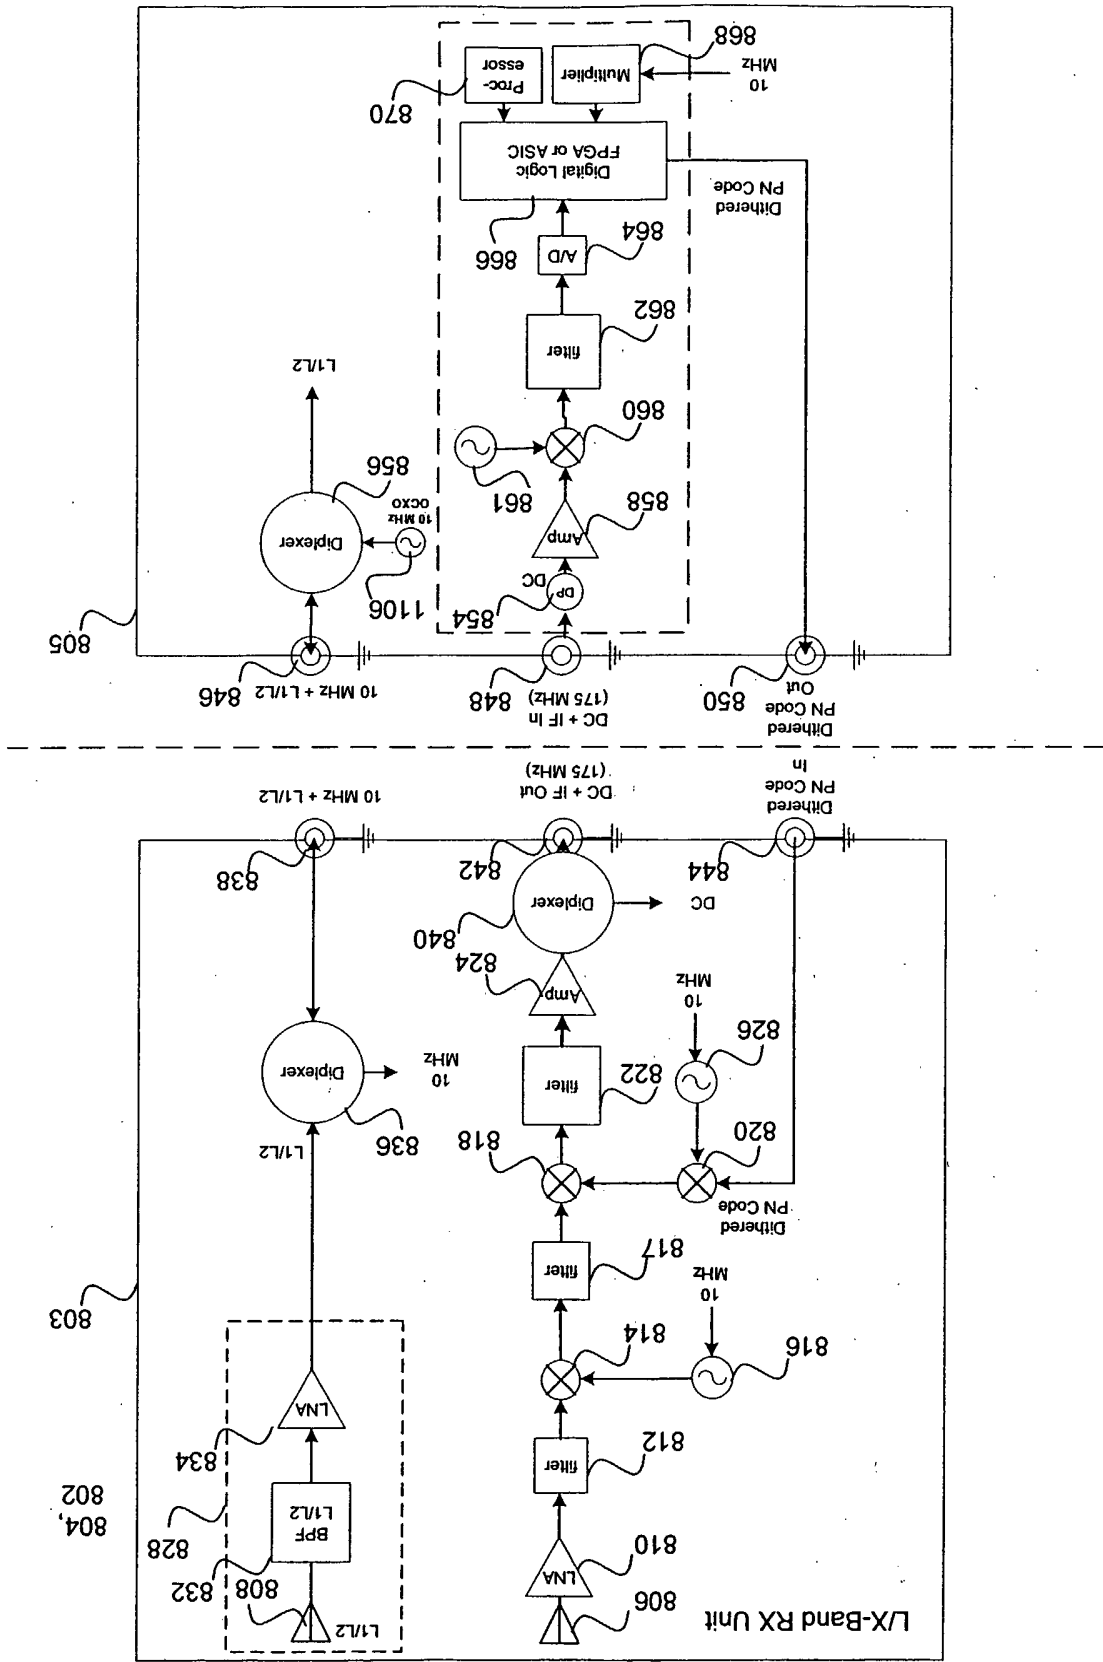 L/X-Band RX Unit
806
L1/L2
808
LNA
810
BPF
L1/L2
832
828
804,
802
filter
812
LNA
834
816
10
MHz
814
803
filter
817
Dithered
PN Code
820
818
L1/L2
836
826
10
MHz
filter
822
Diplexer
10
MHz
Amp
824
DC
Diplexer
840
844
842
838
Dithered
PN Code
In
DC + IF Out
(175 MHz)
10 MHz + L1/L2
Dithered
PN Code
Out
850
DC + IF In
(175 MHz)
848
10 MHz + L1/L2
846
805
DP
DC
854
1106
Amp
858
10 MHz
OCXO
Diplexer
856
861
860
filter
862
L1/L2
A/D
864
866
Dithered
PN Code
Digital Logic
FPGA or ASIC
870
10
MHz
Multiplier
868
Proc-
essor